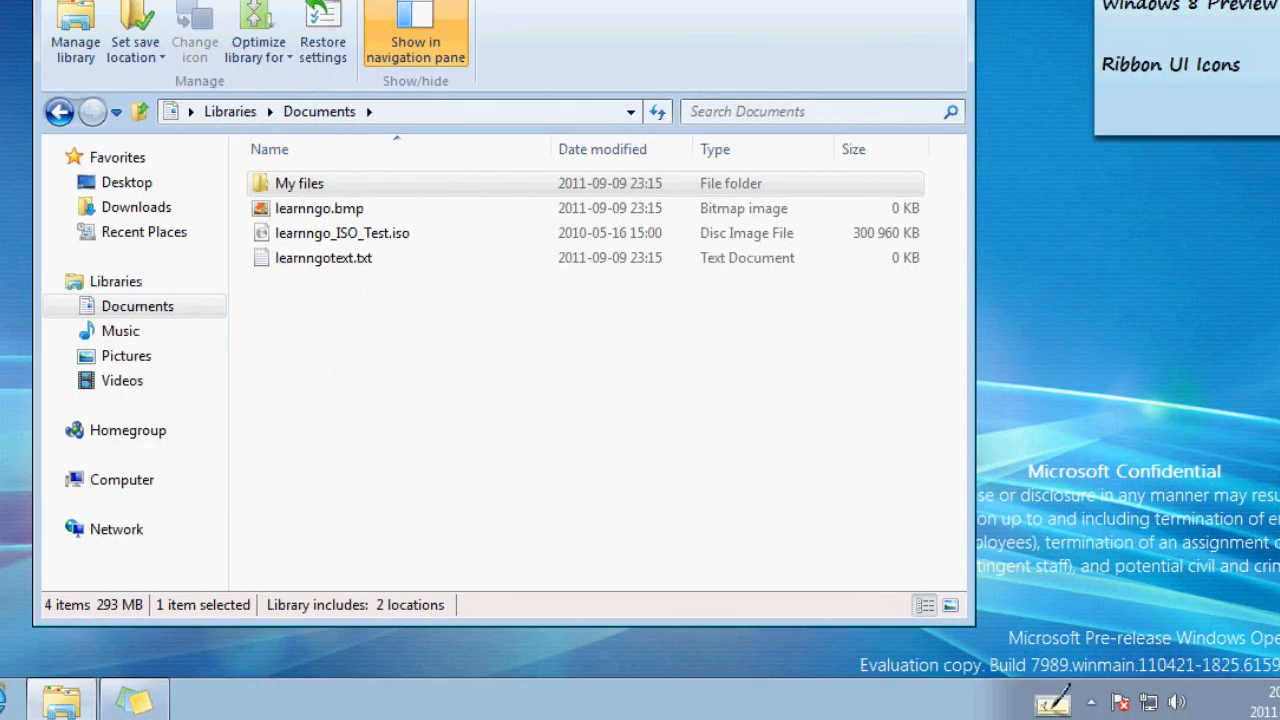 Windows 8 Preview
Ribbon UI Icons
Manage library
Set save location
Change icon
Optimize library for
Restore settings
Show in navigation pane
Manage
Show/hide
Libraries
Documents
Search Documents
Name
Date modified
Type
Size
My files 2011-09-09 23:15 File folder
learnngo.bmp 2011-09-09 23:15 Bitmap image 0 KB
learnngo_ISO_Test.iso 2010-05-16 15:00 Disc Image File 300 960 KB
learnngotext.txt 2011-09-09 23:15 Text Document 0 KB
Favorites
Desktop
Downloads
Recent Places
Libraries
Documents
Music
Pictures
Videos
Homegroup
Computer
Network
4 items 293 MB 1 item selected Library includes: 2 locations
Microsoft Confidential
or disclosure in any manner may
on up to and including termination of
termination of an assignment
staff), and potential civil and
Microsoft Pre-release Windows
Evaluation copy. Build 7989.winmain.110421-1825.6159
2011